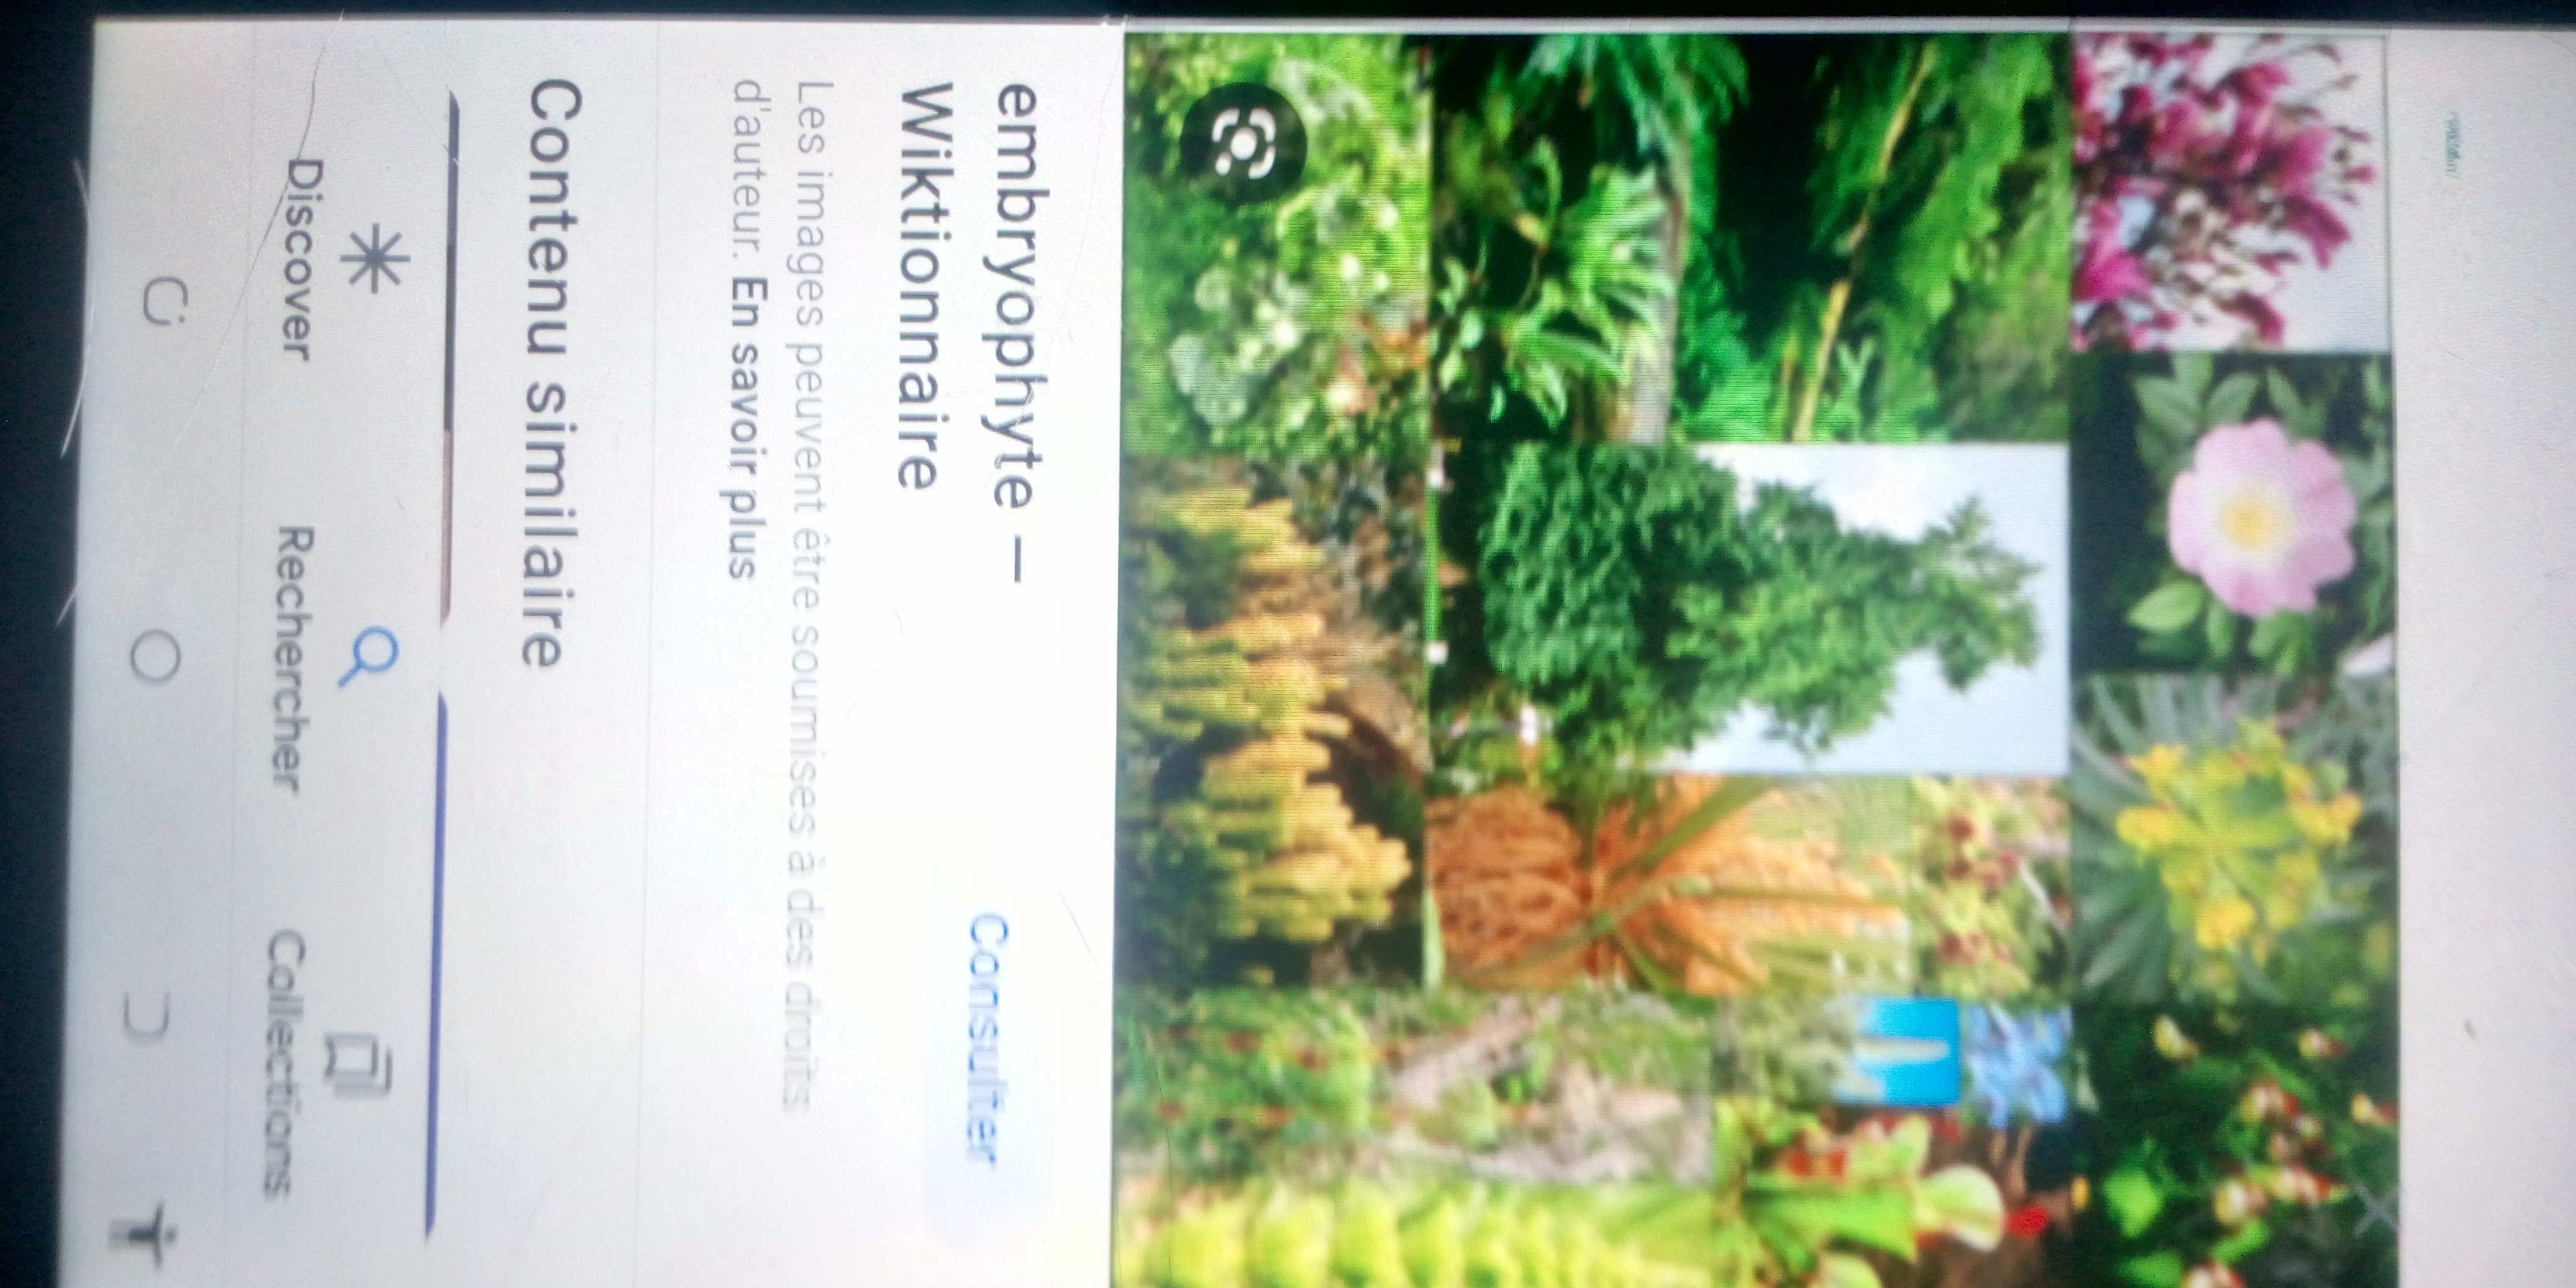 embryophyte —
Wiktionnaire
Consulter
Les images peuvent être soumises à des droits
d'auteur. En savoir plus
Contenu similaire
Discover
Rechercher
Collections